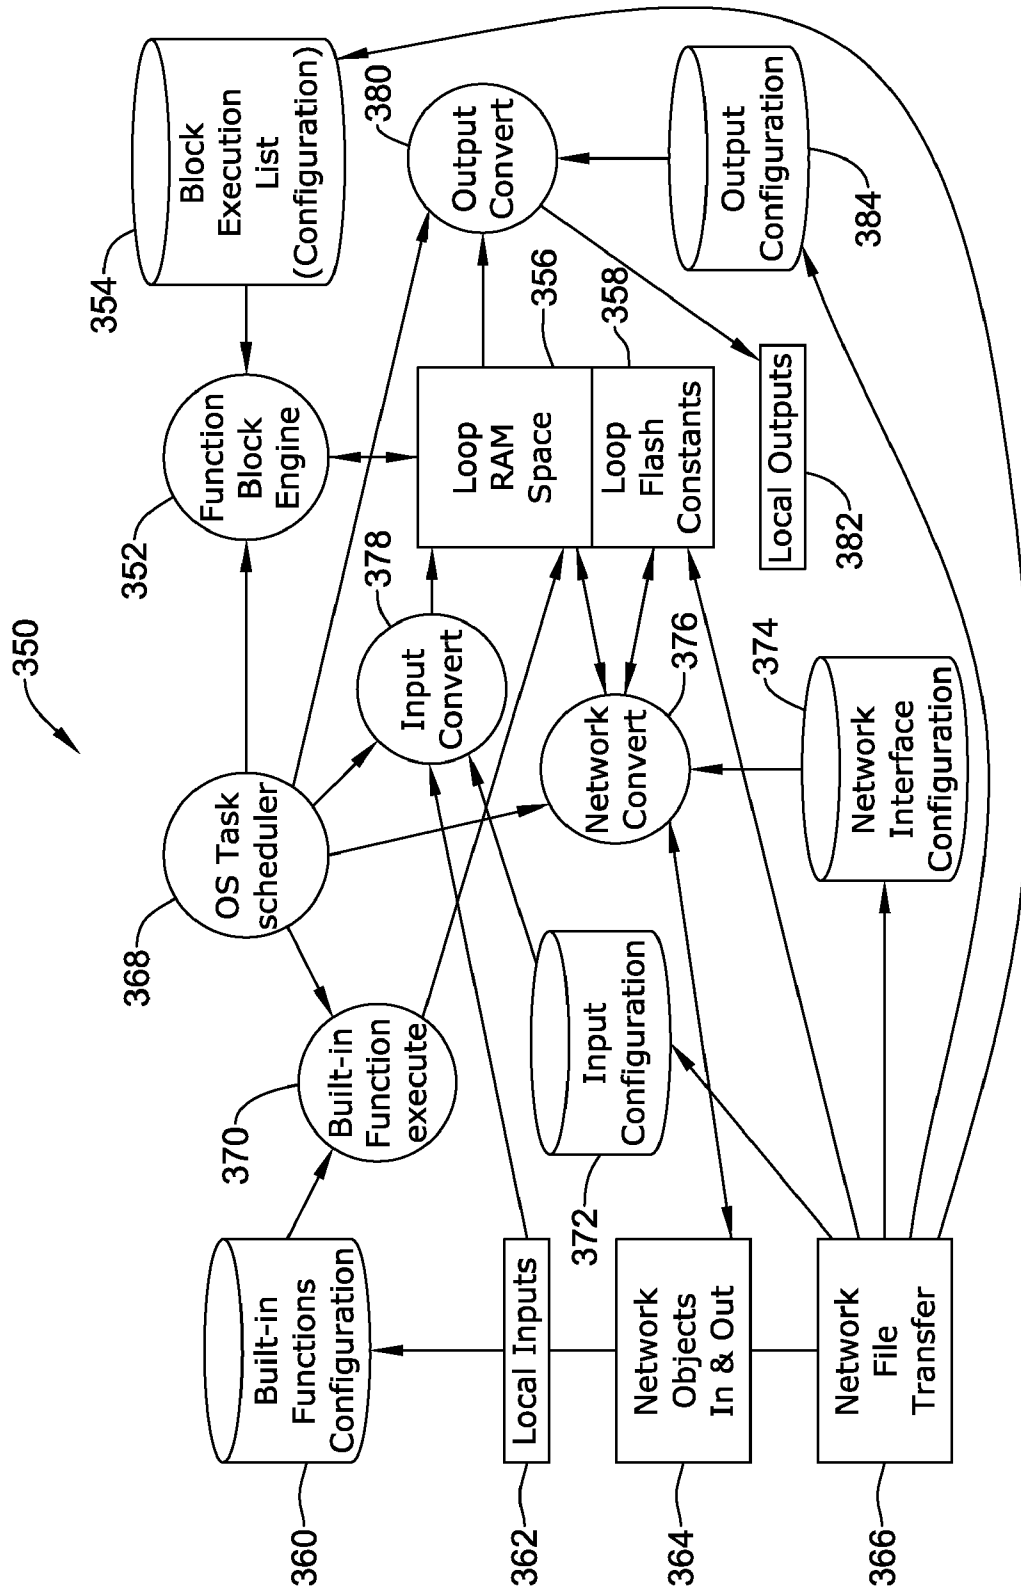 350
368
OS Task
scheduler
352
Function
Block
Engine
354
Block
Execution
List
(Configuration)
360
Built-in
Functions
Configuration
370
Built-in
Function
execute
378
Input
Convert
Loop
RAM
Space
356
Loop
Flash
Constants
358
380
Output
Convert
362
Local Inputs
372
Input
Configuration
Network
Convert
376
364
Network
Objects
In & Out
Local Outputs
382
Output
Configuration
384
366
Network
File
Transfer
Network
Interface
Configuration
374